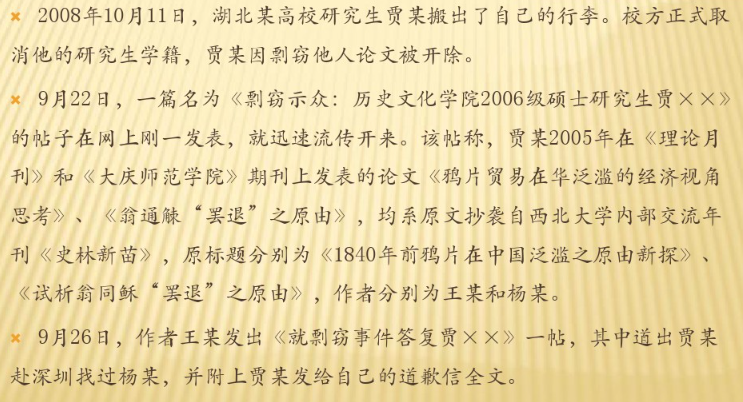 × 2008年10月11日，湖北某高校研究生贾某搬出了自己的行李。校方正式取
消他的研究生学籍，贾某因剽窃他人论文被开除。
× 9月22日，一篇名为《剽窃示众：历史文化学院2006级硕士研究生贾××》
的帖子在网上刚一发表，就迅速流传开来。该帖称，贾某2005年在《理论月
刊》和《大庆师范学院》期刊上发表的论文《鸦片贸易在华泛滥的经济视角
思考》、《翁通觫“罢退”之原由》，均系原文抄袭自西北大学内部交流年
刊《史林新苗》，原标题分别为《1840年前鸦片在中国泛滥之原由新探》、
《试析翁同稣“罢退”之原由》，作者分别为王某和杨某。
× 9月26日，作者王某发出《就剽窃事件答复贾××》一帖，其中道出贾某
赴深圳找过杨某，并附上贾某发给自己的道歉信全文。